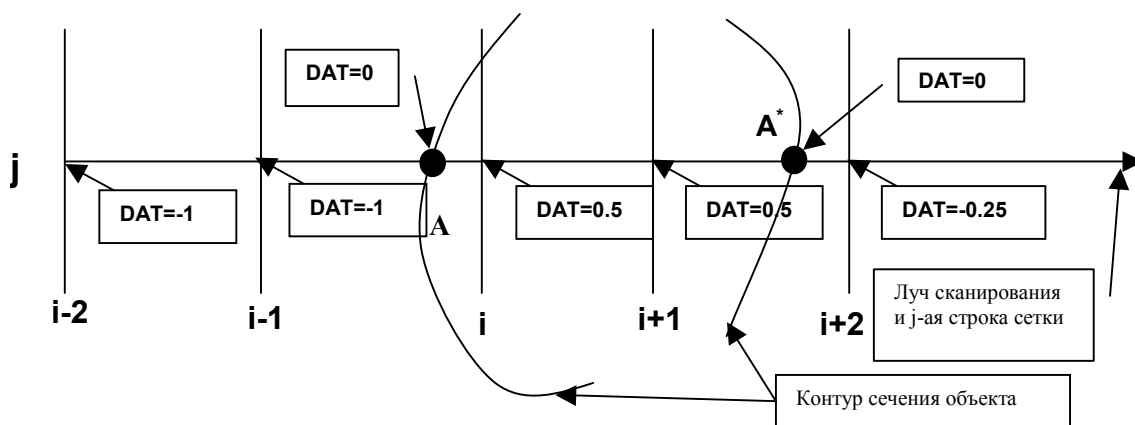 DAT=0
DAT=0
A*
j
DAT=-1
DAT=-1
A
DAT=0.5
DAT=0.5
DAT=-0.25
i-2
i-1
i
i+1
i+2
Луч сканирования
и j-ая строка сетки
Контур сечения объекта